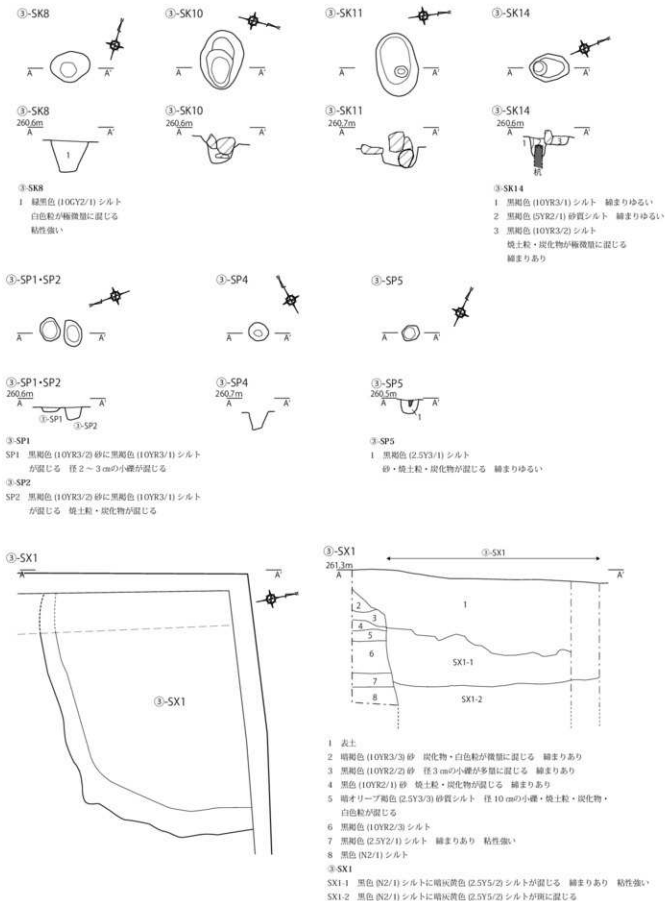 ③-SK8
A A'
③-SK10
A A'
③-SK11
A A'
③-SK14
A A'
③-SK8
260.6m
A A'
1
③-SK10
260.6m
A A'
③-SK11
260.7m
A A'
③-SK14
260.6m
A A'
1 2 3
杭
③-SK8
1 緑黒色 (10GY2/1) シルト
白色粒が極微量に混じる
粘性強い
③-SK14
1 黒褐色 (10YR3/1) シルト 締まりゆるい
2 黒褐色 (5YR2/1) 砂質シルト 締まりゆるい
3 黒褐色 (10YR3/2) シルト
焼土粒・炭化物が極微量に混じる
締まりあり
③-SP1・SP2
A A'
③-SP4
A A'
③-SP5
A A'
③-SP1・SP2
260.6m
A A'
③-SP1
③-SP2
③-SP4
260.7m
A A'
③-SP5
260.5m
A A'
1
③-SP1
SP1 黒褐色 (10YR3/2) 砂に黒褐色 (10YR3/1) シルト
が混じる 径2～3㎝の小礫が混じる
③-SP2
SP2 黒褐色 (10YR3/2) 砂に黒褐色 (10YR3/1) シルト
が混じる 焼土粒・炭化物が混じる
③-SP5
1 黒褐色 (2.5Y3/1) シルト
砂・焼土粒・炭化物が混じる 締まりゆるい
③-SX1
A A'
③-SX1
③-SX1
261.3m
A A'
③-SX1
1
2
3
4
5
6
7
8
SX1-1
SX1-2
1 表土
2 暗褐色 (10YR3/3) 砂 炭化物・白色粒が微量に混じる 締まりあり
3 黒褐色 (10YR2/2) 砂 径3㎝の小礫が多量に混じる 締まりあり
4 黒色 (10YR2/1) 砂 焼土粒・炭化物が混じる 締まりあり
5 暗オリーブ褐色 (2.5Y3/3) 砂質シルト 径10㎝の小礫・焼土粒・炭化物・
白色粒が混じる
6 黒褐色 (10YR2/3) シルト
7 黒褐色 (2.5Y2/1) シルト 締まりあり 粘性強い
8 黒色 (N2/1) シルト
③-SX1
SX1-1 黒色 (N2/1) シルトに暗灰黄色 (2.5Y5/2) シルトが混じる 締まりあり 粘性強い
SX1-2 黒色 (N2/1) シルトに暗灰黄色 (2.5Y5/2) シルトが斑に混じる